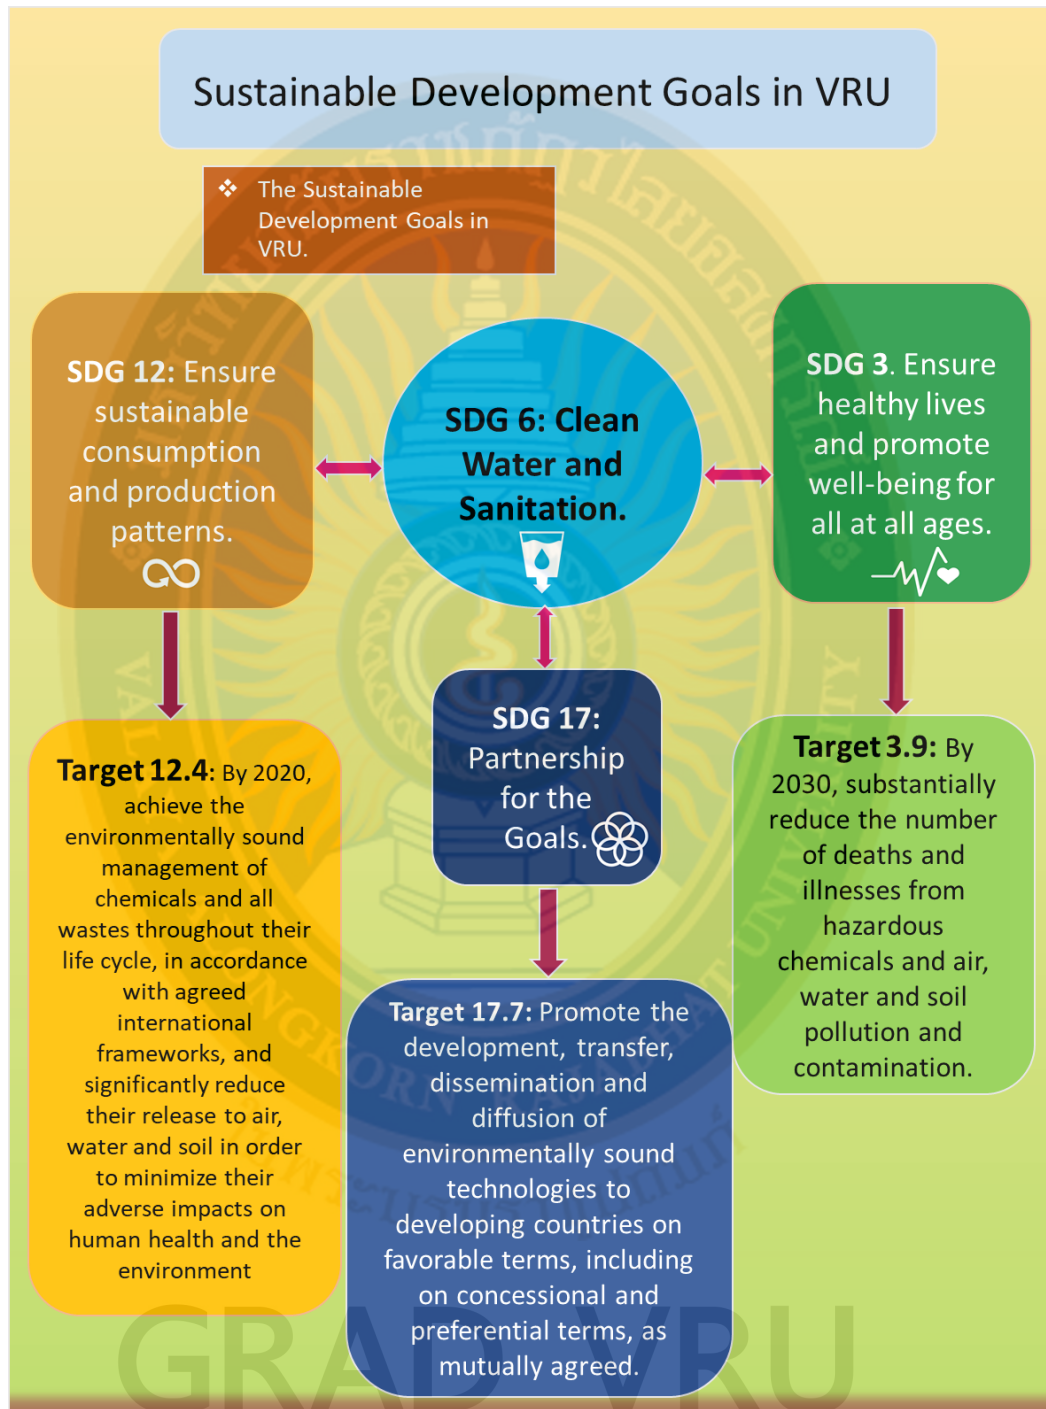 Sustainable Development Goals in VRU
❖ The Sustainable
Development Goals in
VRU.
SDG 12: Ensure
sustainable
consumption
and production
patterns.
SDG 6: Clean
Water and
Sanitation.
SDG 3. Ensure
healthy lives
and promote
well-being for
all at all ages.
SDG 17:
Partnership
for the
Goals.
Target 12.4: By 2020,
achieve the
environmentally sound
management of
chemicals and all
wastes throughout their
life cycle, in accordance
with agreed
international
frameworks, and
significantly reduce
their release to air,
water and soil in order
to minimize their
adverse impacts on
human health and the
environment
Target 17.7: Promote the
development, transfer,
dissemination and
diffusion of
environmentally sound
technologies to
developing countries on
favorable terms, including
on concessional and
preferential terms, as
mutually agreed.
Target 3.9: By
2030, substantially
reduce the number
of deaths and
illnesses from
hazardous
chemicals and air,
water and soil
pollution and
contamination.
RAJABHAT UNIVERSITY
GRAD VRU